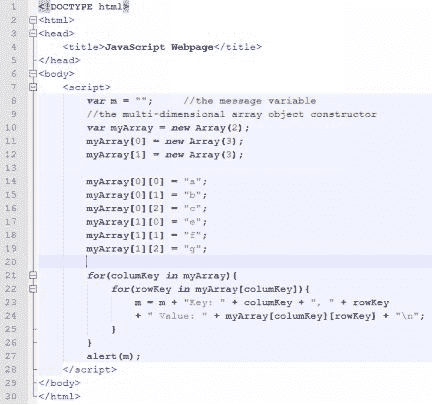 1 <!DOCTYPE html>
2 <html>
3 <head>
4 <title>JavaScript Webpage</title>
5 </head>
6 <body>
7 <script>
8 var m = "";     //the message variable
9 //the multi-dimensional array object constructor
10 var myArray = new Array(2);
11 myArray[0] = new Array(3);
12 myArray[1] = new Array(3);
13
14 myArray[0][0] = "a";
15 myArray[0][1] = "b";
16 myArray[0][2] = "c";
17 myArray[1][0] = "e";
18 myArray[1][1] = "f";
19 myArray[1][2] = "g";
20
21 for(columKey in myArray){
22 for(rowKey in myArray[columKey]){
23 m = m + "Key: " + columKey + ", " + rowKey
24 + " Value: " + myArray[columKey][rowKey] + "\n";
25 }
26 }
27 alert(m);
28 </script>
29 </body>
30 </html>